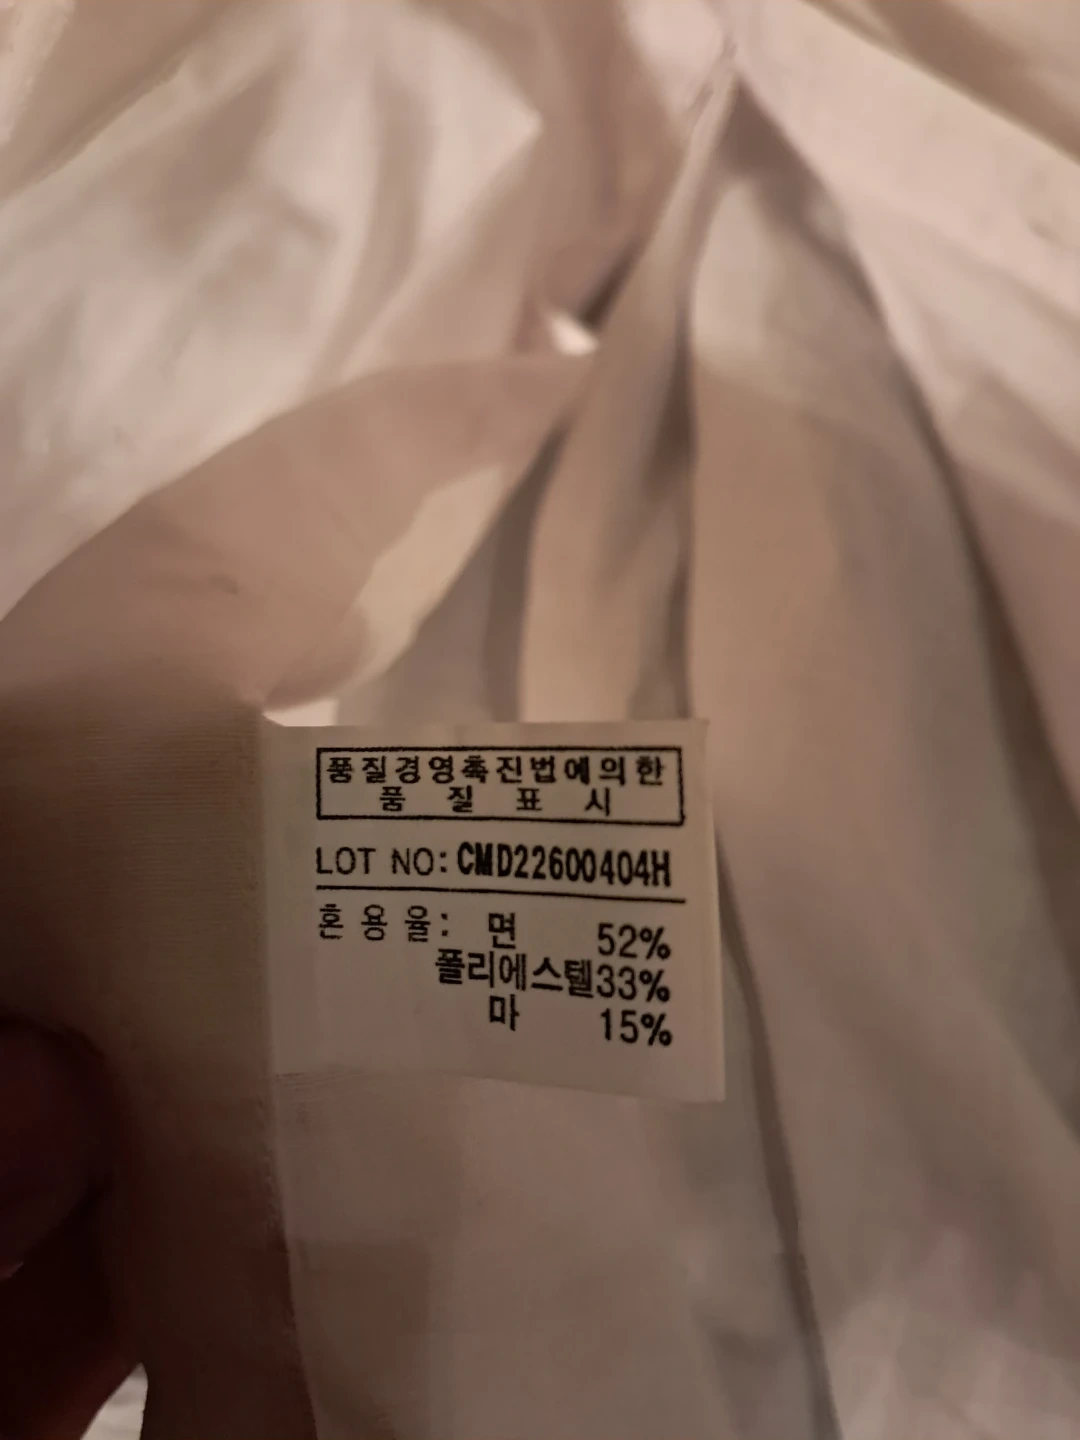 품질경영촉진법에의한
품 질 표 시
LOT NO: CMD22600404H
혼 용 율: 면 52%
폴리에스텔33%
마 15%